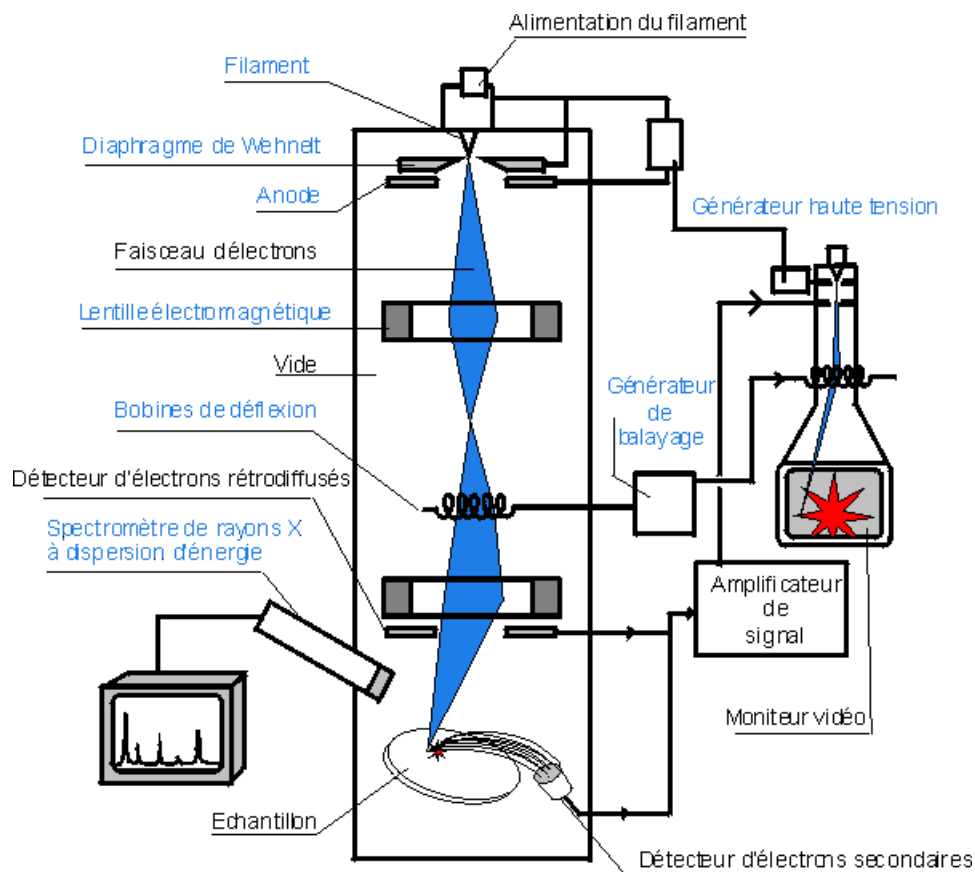 Alimentation du filament
Filament
Diaphragme de Wehnelt
Anode
Générateur haute tension
Faisceau délectrons
Lentille électromagnétique
Vide
Générateur
de
balayage
Bobines de déflexion
Détecteur d'électrons rétrodiffusés
Spectromètre de rayons X
à dispersion d'énergie
Amplificateur
de
signal
Moniteur vidéo
Echantillon
Détecteur d'électrons secondaires